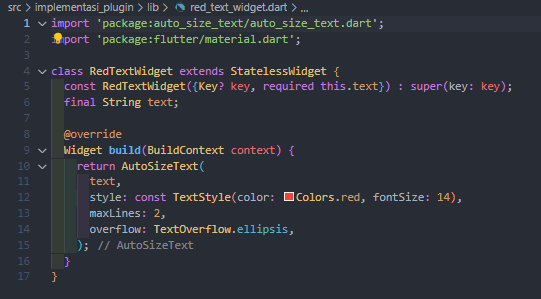 src > implementasi_plugin > lib > red_text_widget.dart > ...
1 import 'package:auto_size_text/auto_size_text.dart';
2 import 'package:flutter/material.dart';
3
4 class RedTextWidget extends StatelessWidget {
5 const RedTextWidget({Key? key, required this.text}) : super(key: key);
6 final String text;
7
8 @override
9 Widget build(BuildContext context) {
10 return AutoSizeText(
11 text,
12 style: const TextStyle(color: Colors.red, fontSize: 14),
13 maxLines: 2,
14 overflow: TextOverflow.ellipsis,
15 ); // AutoSizeText
16 }
17 }